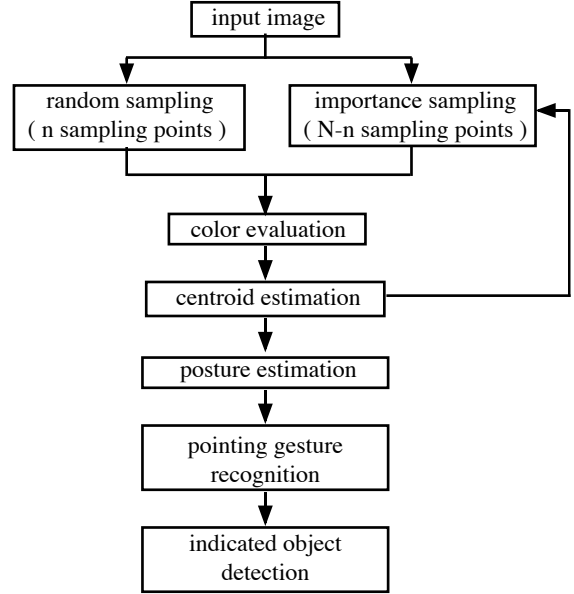 input image
random sampling
( n sampling points )
importance sampling
( N-n sampling points )
color evaluation
centroid estimation
posture estimation
pointing gesture
recognition
indicated object
detection